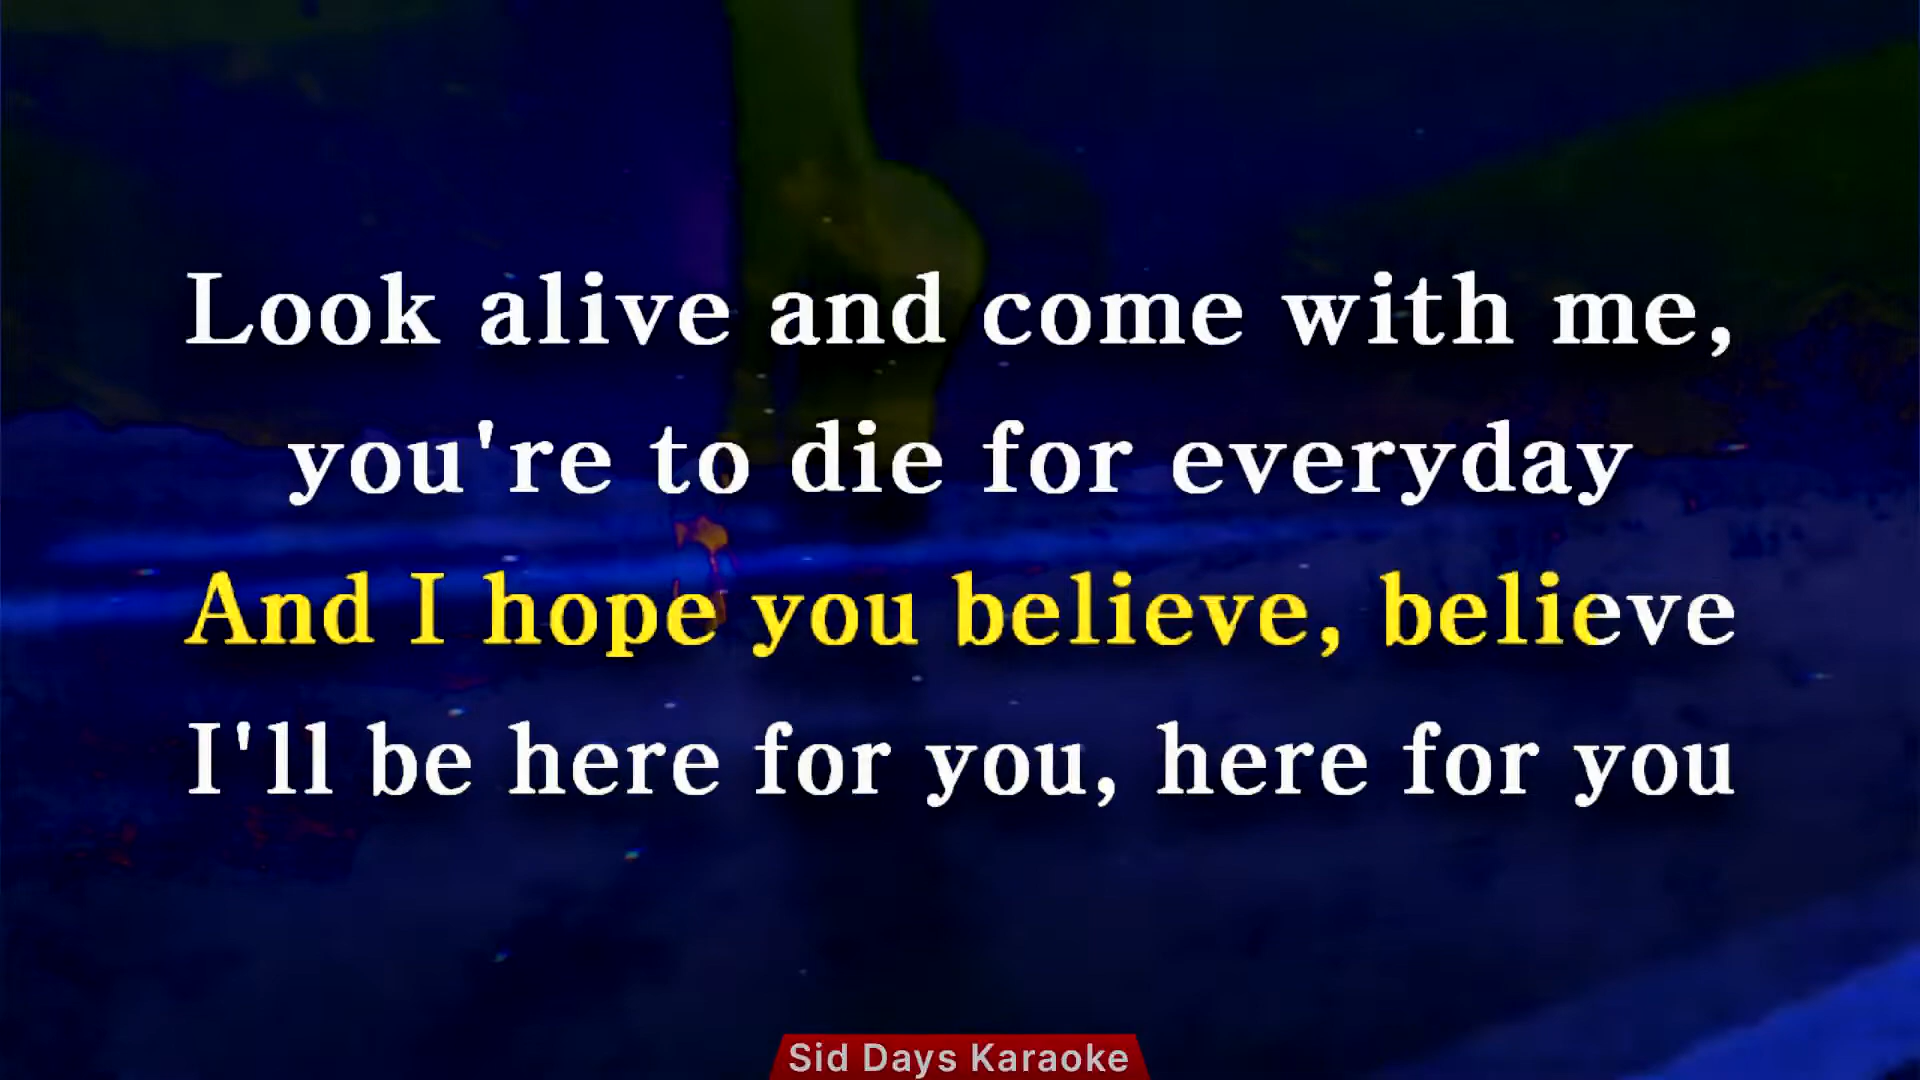 Look alive and come with me,
you're to die for everyday
And I hope you believe, believe
I'll be here for you, here for you
Sid Days Karaoke